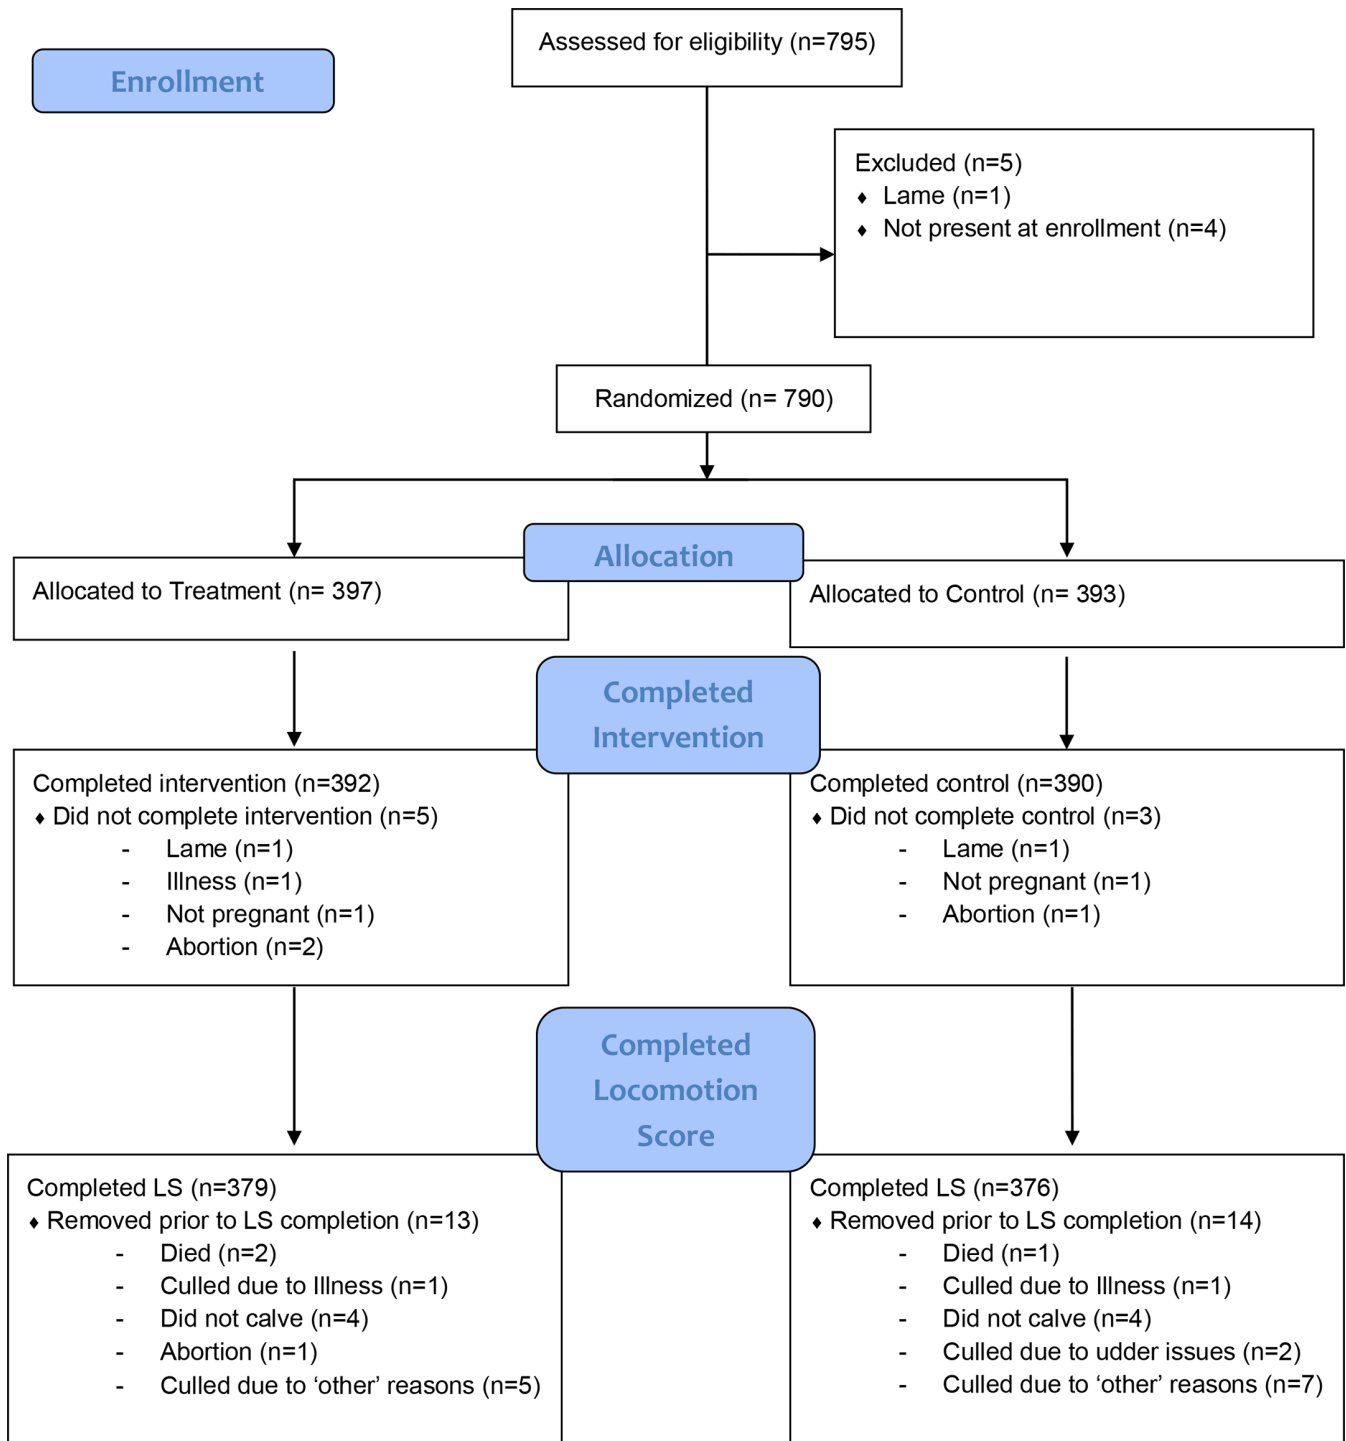 Assessed for eligibility (n=795)
Enrollment
Excluded (n=5)
♦ Lame (n=1)
♦ Not present at enrollment (n=4)
Randomized (n= 790)
Allocation
Allocated to Treatment (n= 397)
Allocated to Control (n= 393)
Completed
Intervention
Completed intervention (n=392)
♦ Did not complete intervention (n=5)
- Lame (n=1)
- Illness (n=1)
- Not pregnant (n=1)
- Abortion (n=2)
Completed control (n=390)
♦ Did not complete control (n=3)
- Lame (n=1)
- Not pregnant (n=1)
- Abortion (n=1)
Completed
Locomotion
Score
Completed LS (n=379)
♦ Removed prior to LS completion (n=13)
- Died (n=2)
- Culled due to Illness (n=1)
- Did not calve (n=4)
- Abortion (n=1)
- Culled due to ‘other’ reasons (n=5)
Completed LS (n=376)
♦ Removed prior to LS completion (n=14)
- Died (n=1)
- Culled due to Illness (n=1)
- Did not calve (n=4)
- Culled due to udder issues (n=2)
- Culled due to ‘other’ reasons (n=7)